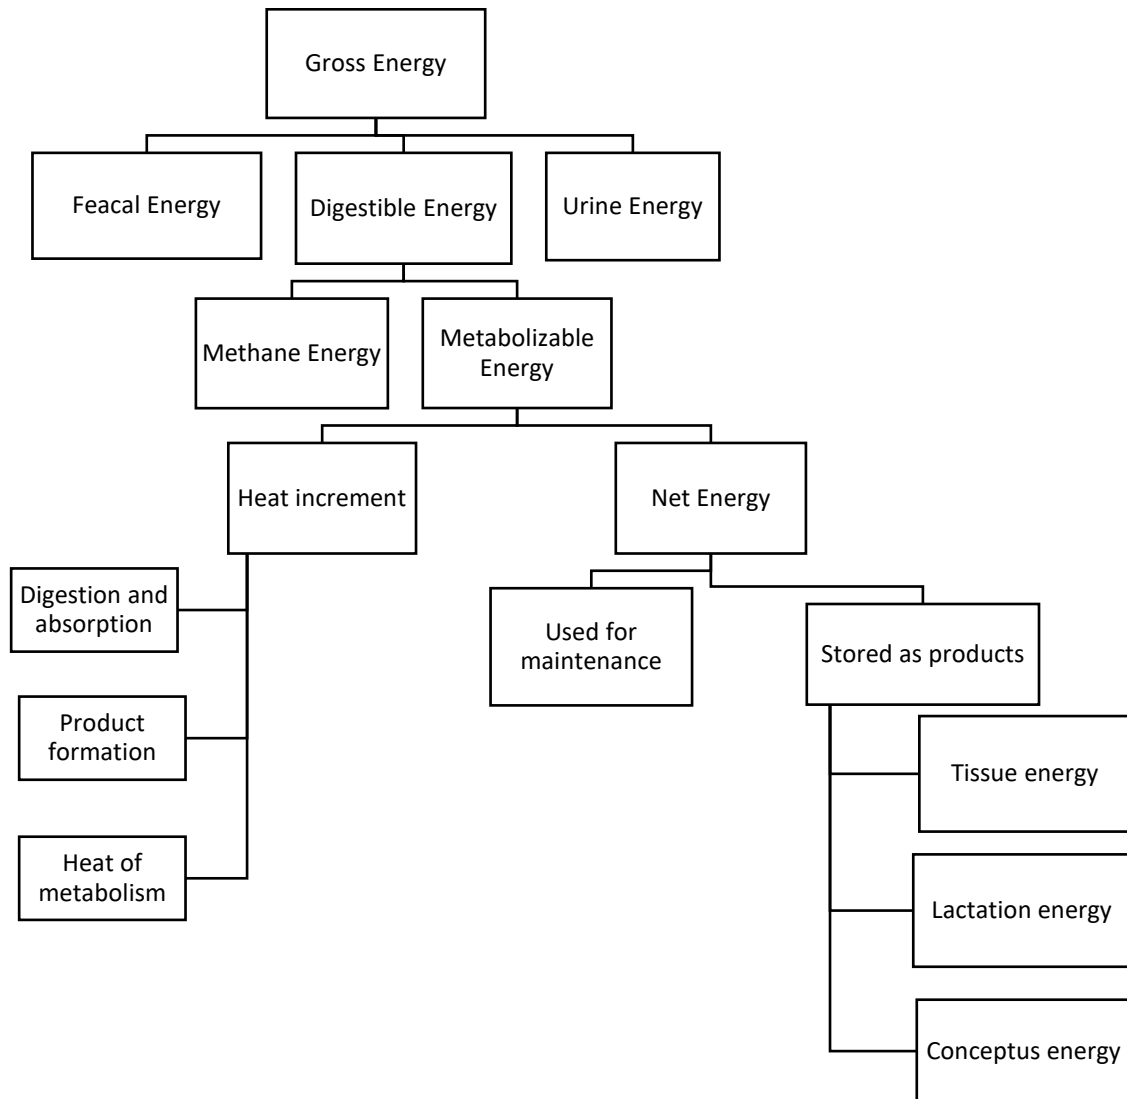 Gross Energy
Feacal Energy
Digestible Energy
Urine Energy
Methane Energy
Metabolizable
Energy
Heat increment
Net Energy
Digestion and
absorption
Used for
maintenance
Stored as products
Product
formation
Tissue energy
Heat of
metabolism
Lactation energy
Conceptus energy